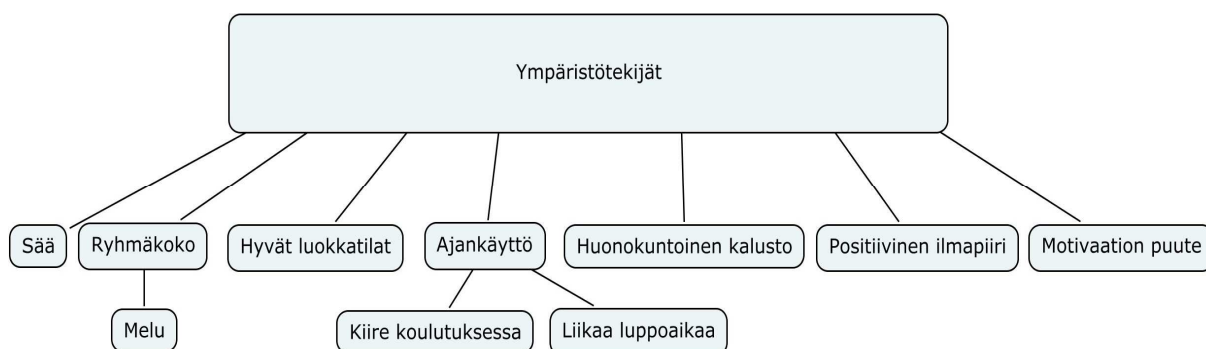 Ympäristötekijät
Sää
Ryhmäkoko
Hyvät luokkatilat
Ajankäyttö
Huonokuntoinen kalusto
Positiivinen ilmapiiri
Motivaation puute
Melu
Kiire koulutuksessa
Liikaa luppoaikaa